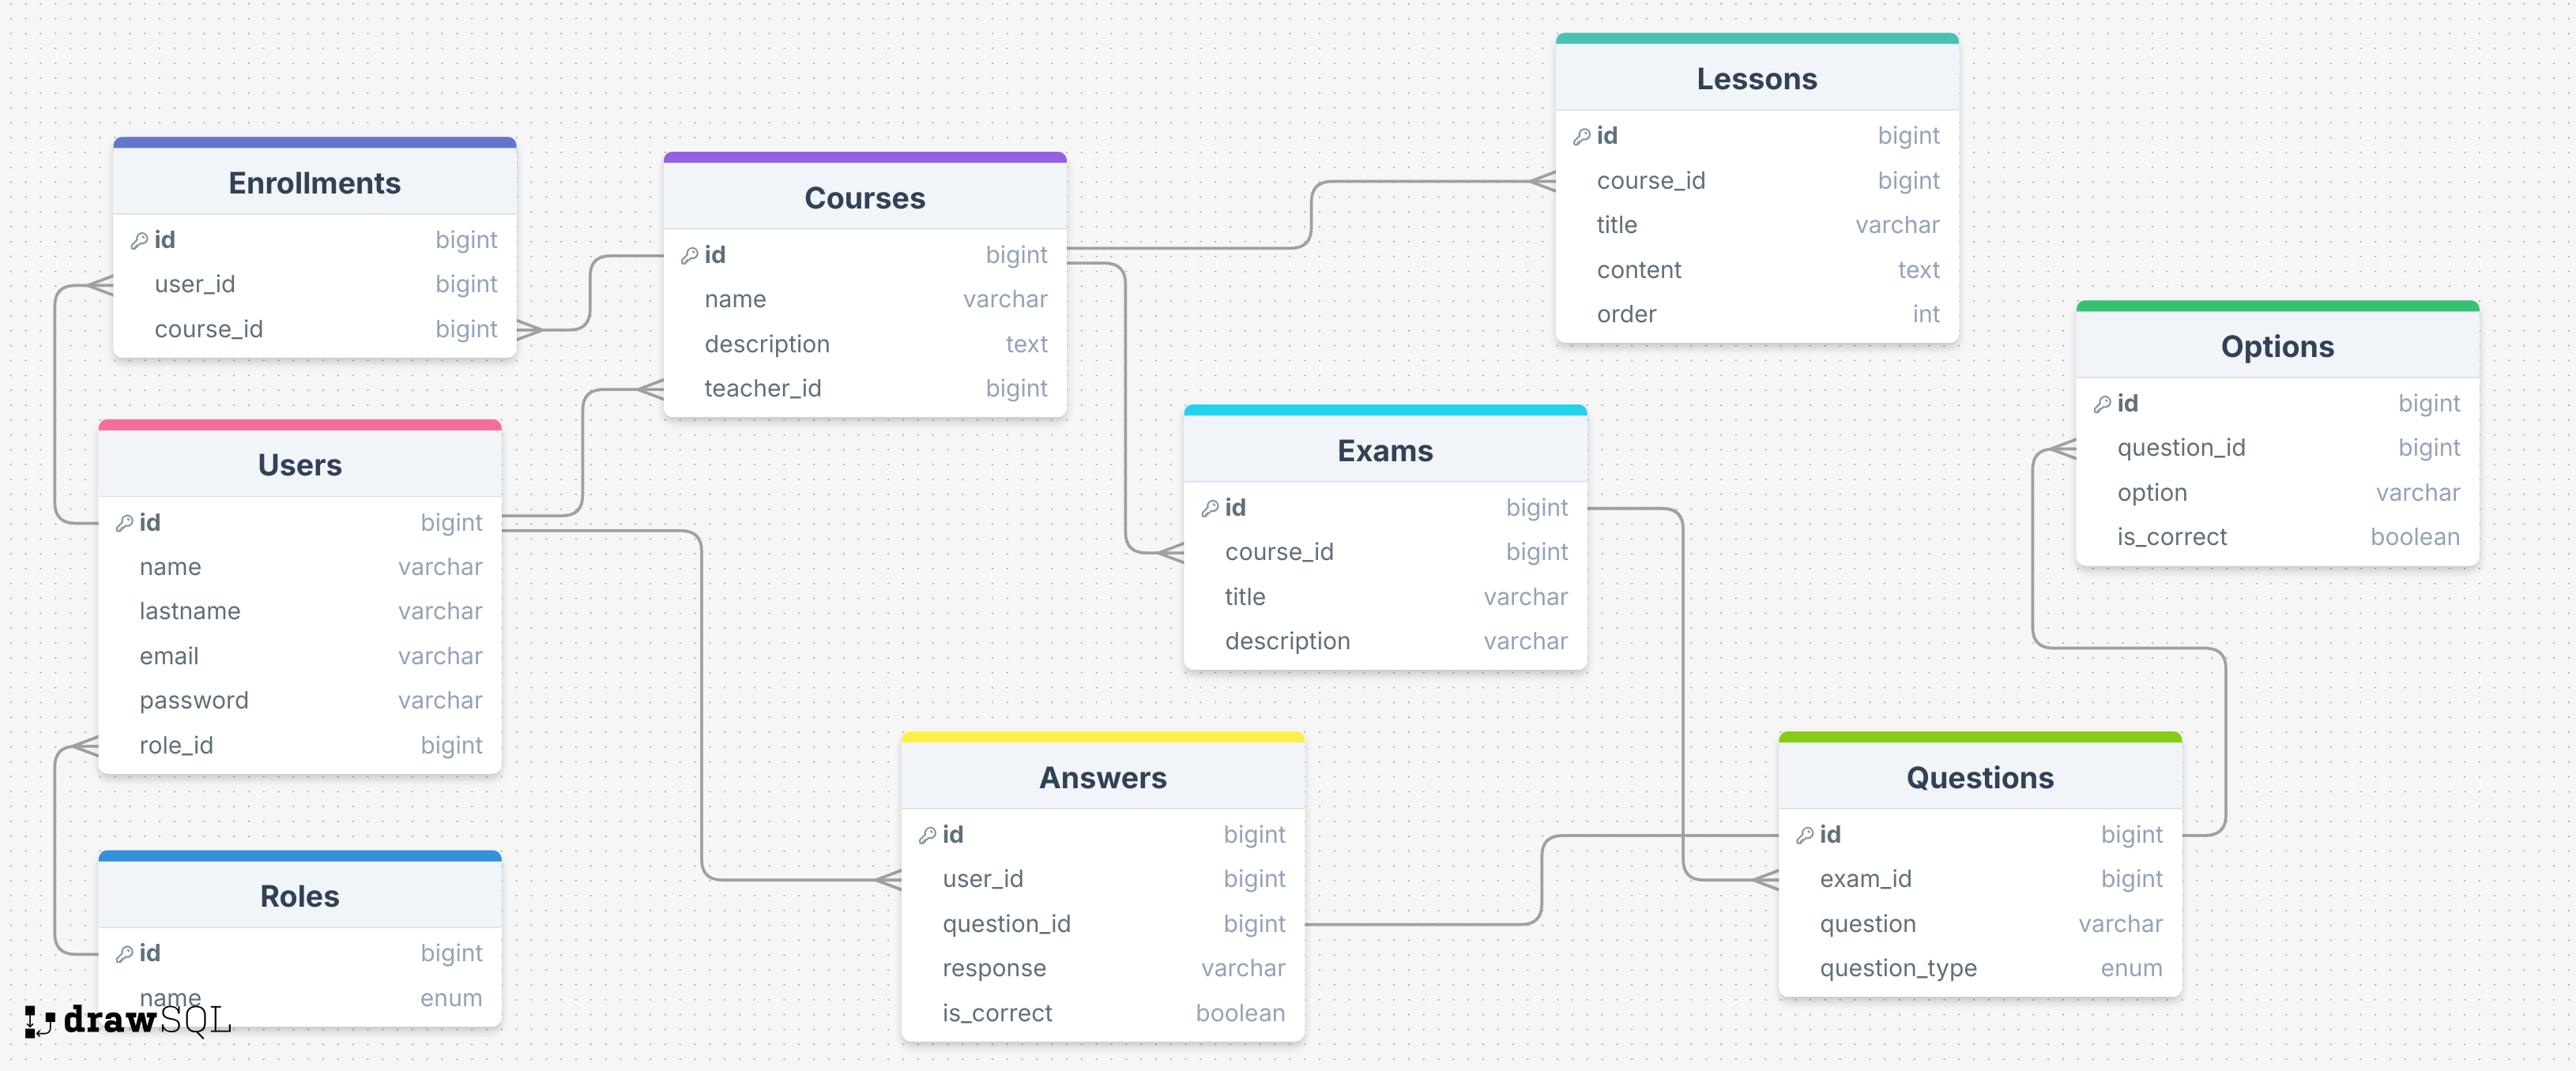 Enrollments
id bigint
user_id bigint
course_id bigint
Users
id bigint
name varchar
lastname varchar
email varchar
password varchar
role_id bigint
Roles
id bigint
name enum
drawSQL
Courses
id bigint
name varchar
description text
teacher_id bigint
Answers
id bigint
user_id bigint
question_id bigint
response varchar
is_correct boolean
Exams
id bigint
course_id bigint
title varchar
description varchar
Lessons
id bigint
course_id bigint
title varchar
content text
order int
Questions
id bigint
exam_id bigint
question varchar
question_type enum
Options
id bigint
question_id bigint
option varchar
is_correct boolean